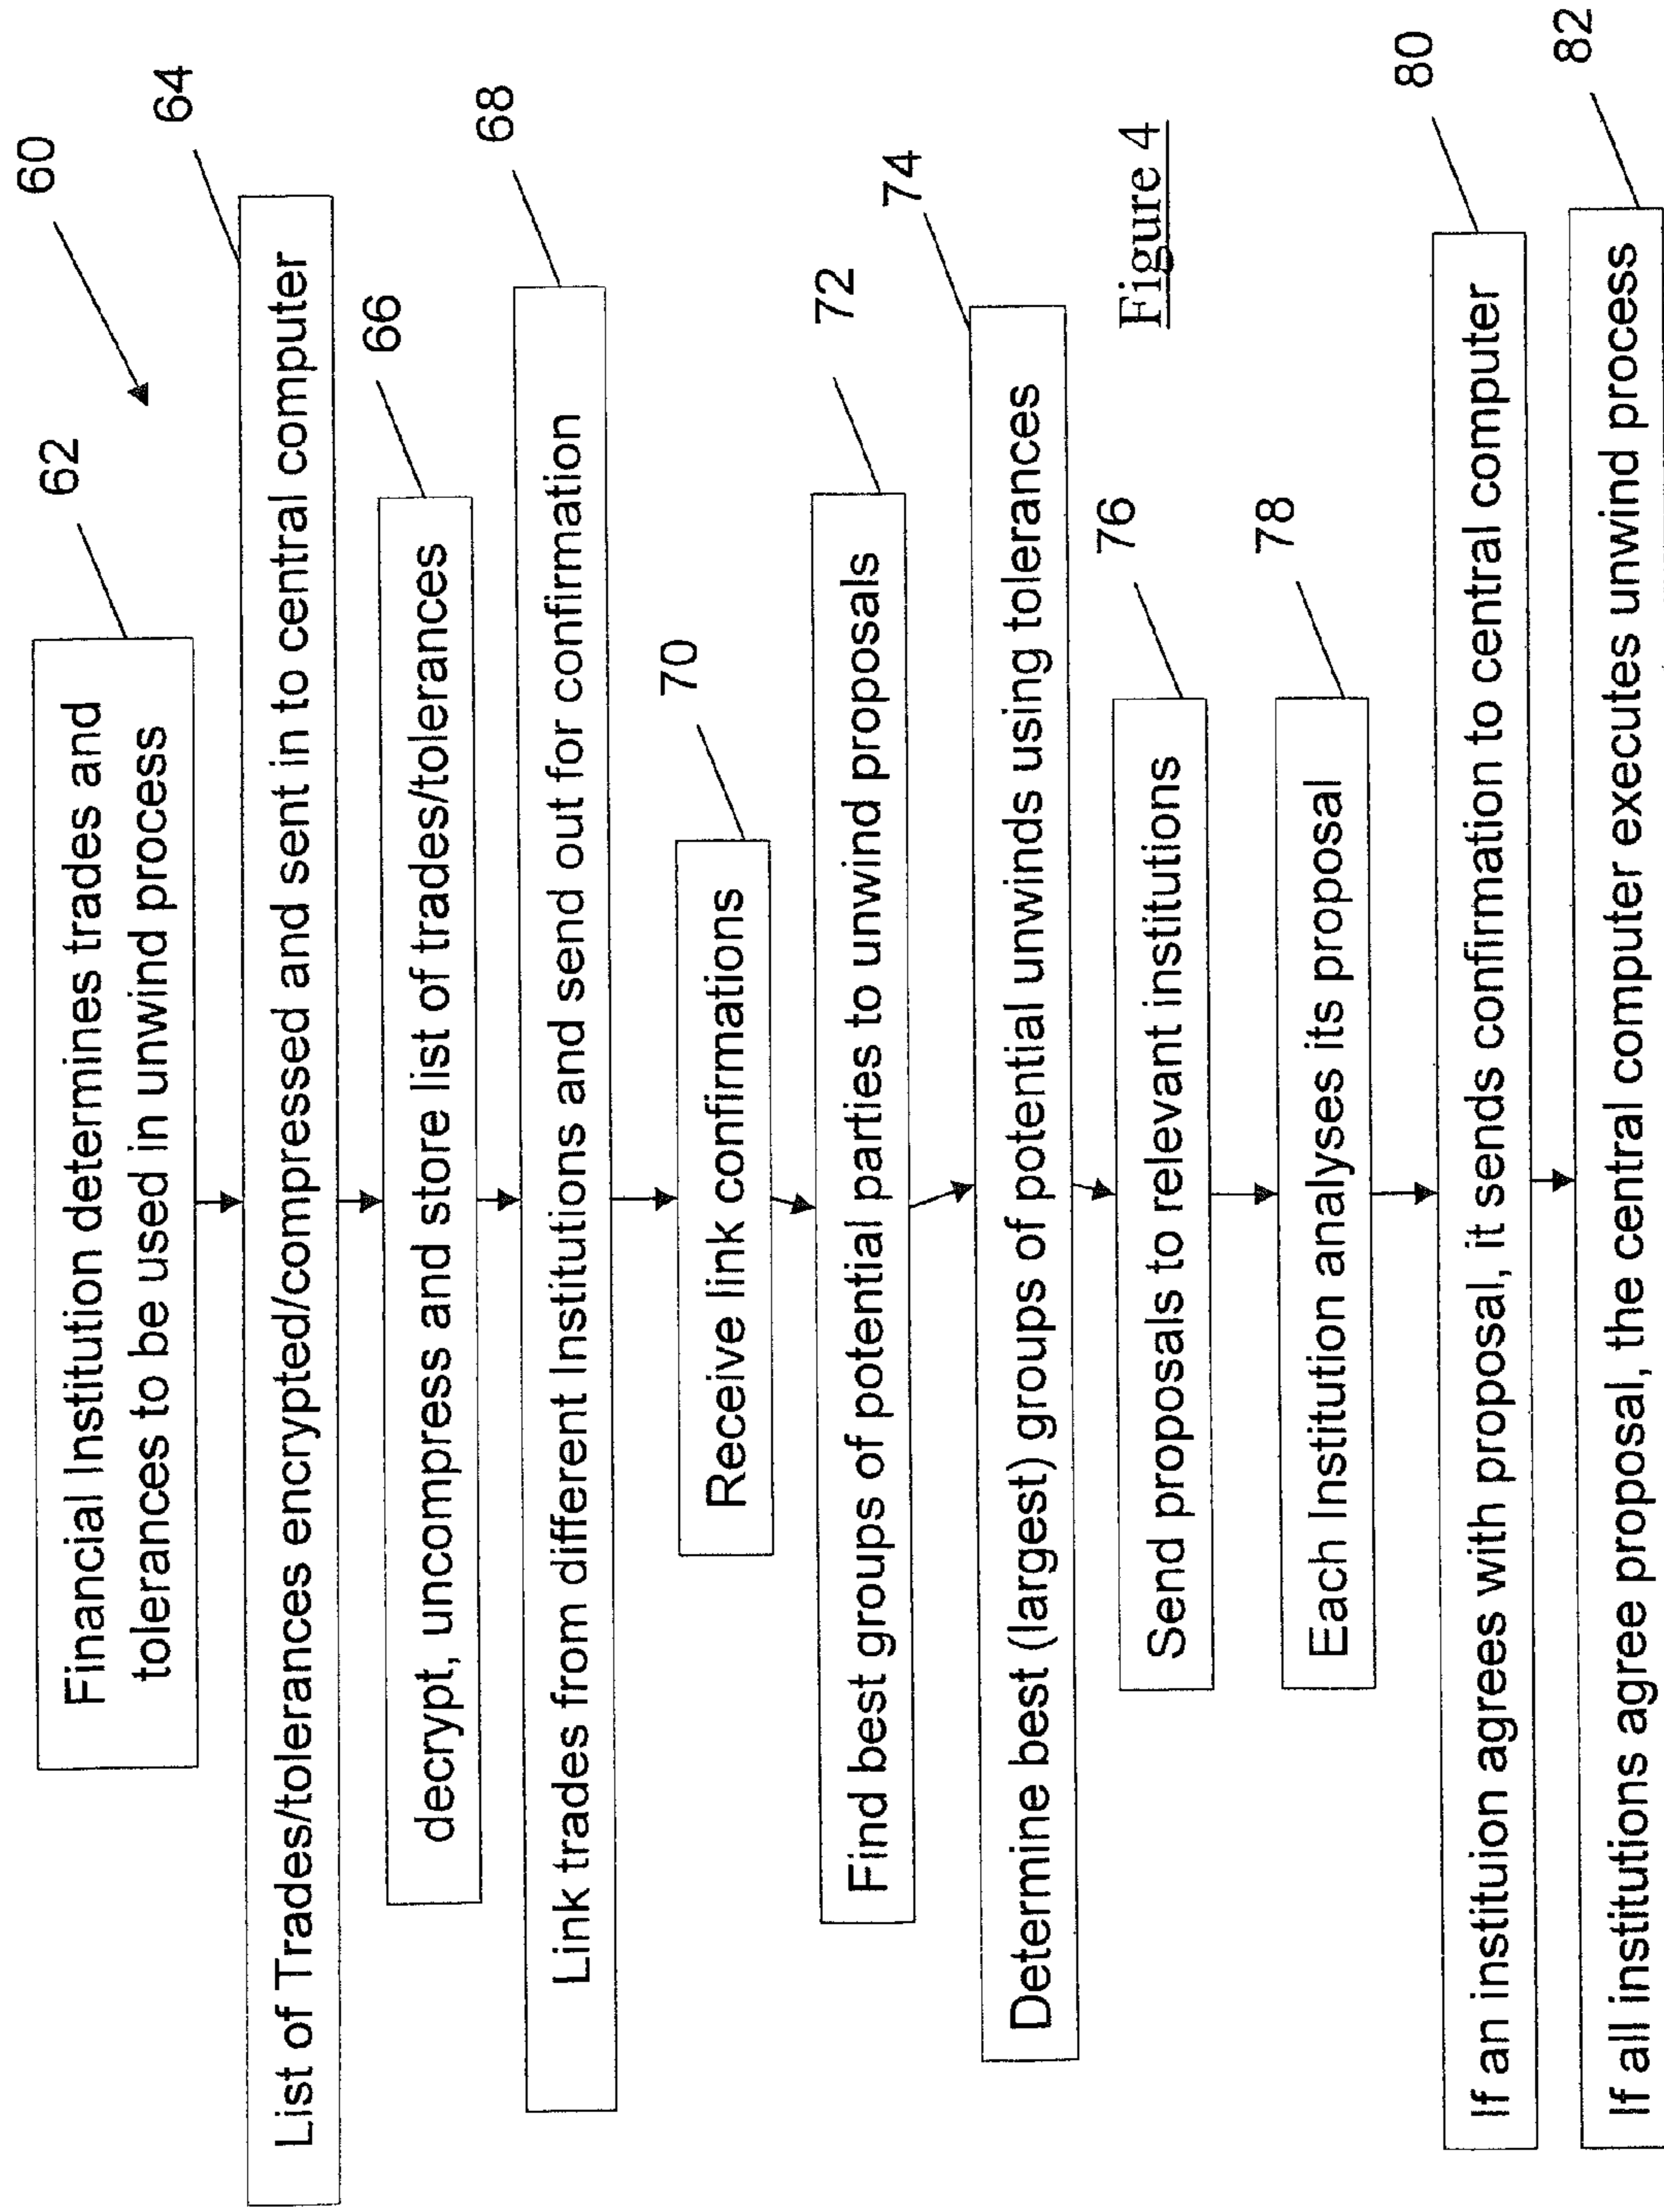 60
62
Financial Institution determines trades and
tolerances to be used in unwind process
64
List of Trades/tolerances encrypted/compressed and sent in to central computer
66
decrypt, uncompress and store list of trades/tolerances
68
Link trades from different Institutions and send out for confirmation
70
Receive link confirmations
72
Find best groups of potential parties to unwind proposals
74
Determine best (largest) groups of potential unwinds using tolerances
76
Send proposals to relevant institutions
78
Each Institution analyses its proposal
80
If an instituion agrees with proposal, it sends confirmation to central computer
82
If all institutions agree proposal, the central computer executes unwind process
Figure 4